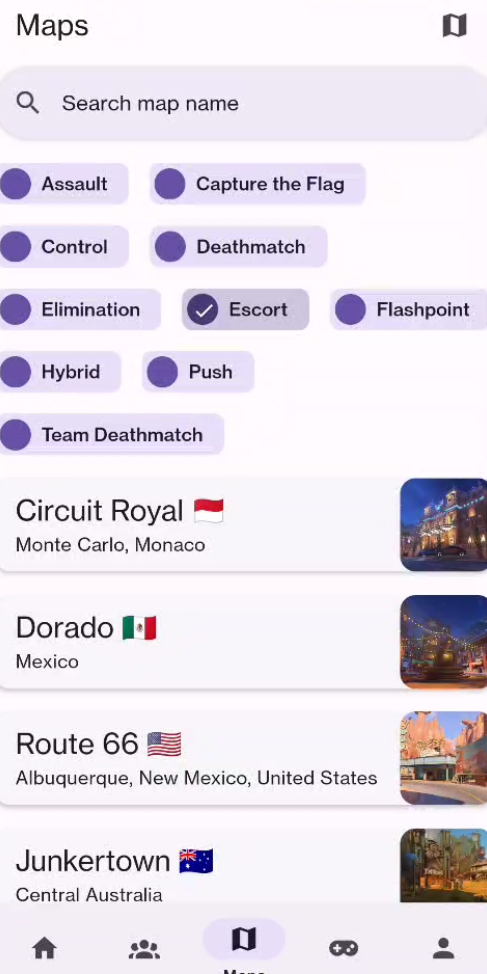 Maps
Search map name
Assault Capture the Flag
Control Deathmatch
Elimination Escort Flashpoint
Hybrid Push
Team Deathmatch
Circuit Royal 🇲🇨
Monte Carlo, Monaco
Dorado 🇲🇽
Mexico
Route 66 🇺🇸
Albuquerque, New Mexico, United States
Junkertown 🇦🇺
Central Australia